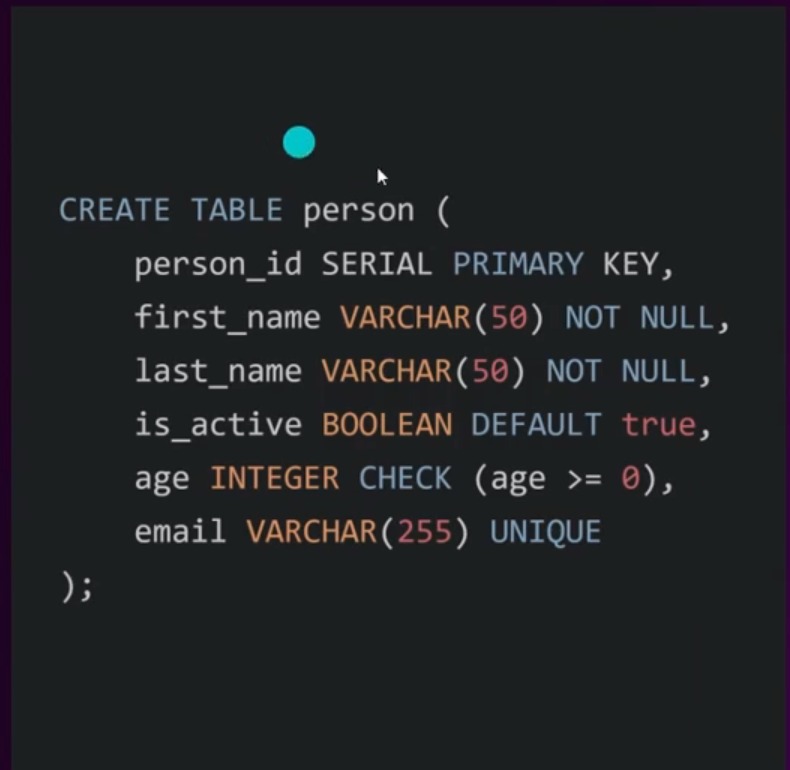 CREATE TABLE person (
    person_id SERIAL PRIMARY KEY,
    first_name VARCHAR(50) NOT NULL,
    last_name VARCHAR(50) NOT NULL,
    is_active BOOLEAN DEFAULT true,
    age INTEGER CHECK (age >= 0),
    email VARCHAR(255) UNIQUE
);